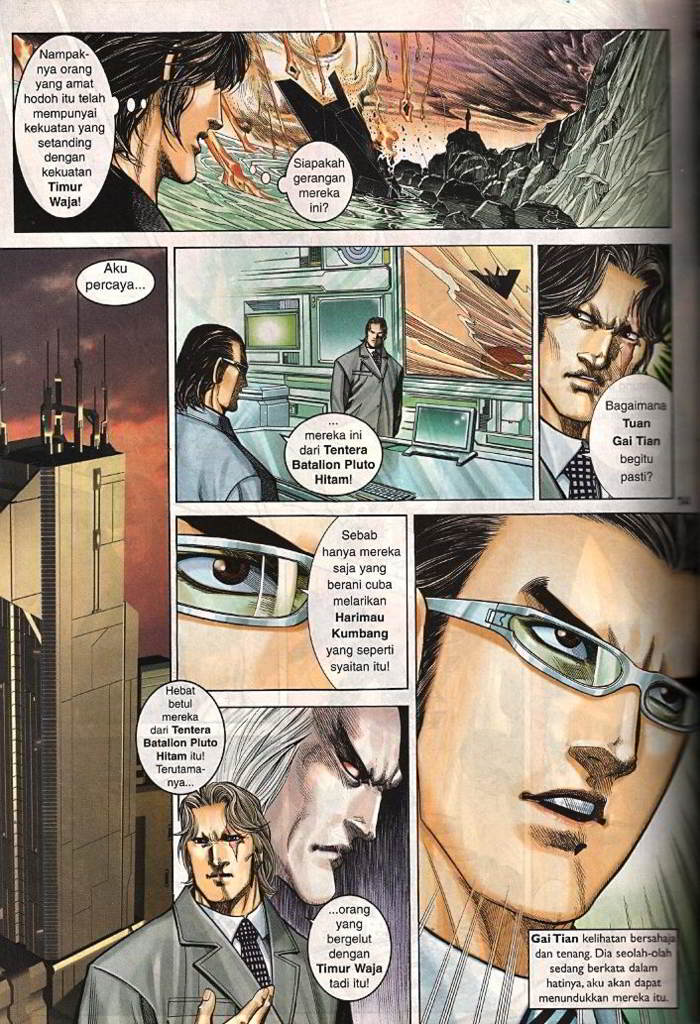 Nampak-
nya orang
yang amat
hodoh itu telah
mempunyai
kekuatan yang
setanding
dengan
kekuatan
Timur
Waja!
Siapakah
gerangan
mereka
ini?
Aku
percaya...
...
mereka ini
dari Tentera
Batalion Pluto
Hitam!
Bagaimana
Tuan
Gai Tian
begitu
pasti?
Sebab
hanya mereka
saja yang
berani cuba
melarikan
Harimau
Kumbang
yang seperti
syaitan itu!
Hebat
betul
mereka
dari Tentera
Batalion Pluto
Hitam itu!
Terutama-
nya...
...orang
yang
bergelut
dengan
Timur Waja
tadi itu!
Gai Tian kelihatan bersahaja
dan tenang. Dia seolah-olah
sedang berkata dalam
hatinya, aku akan dapat
menundukkan mereka itu.